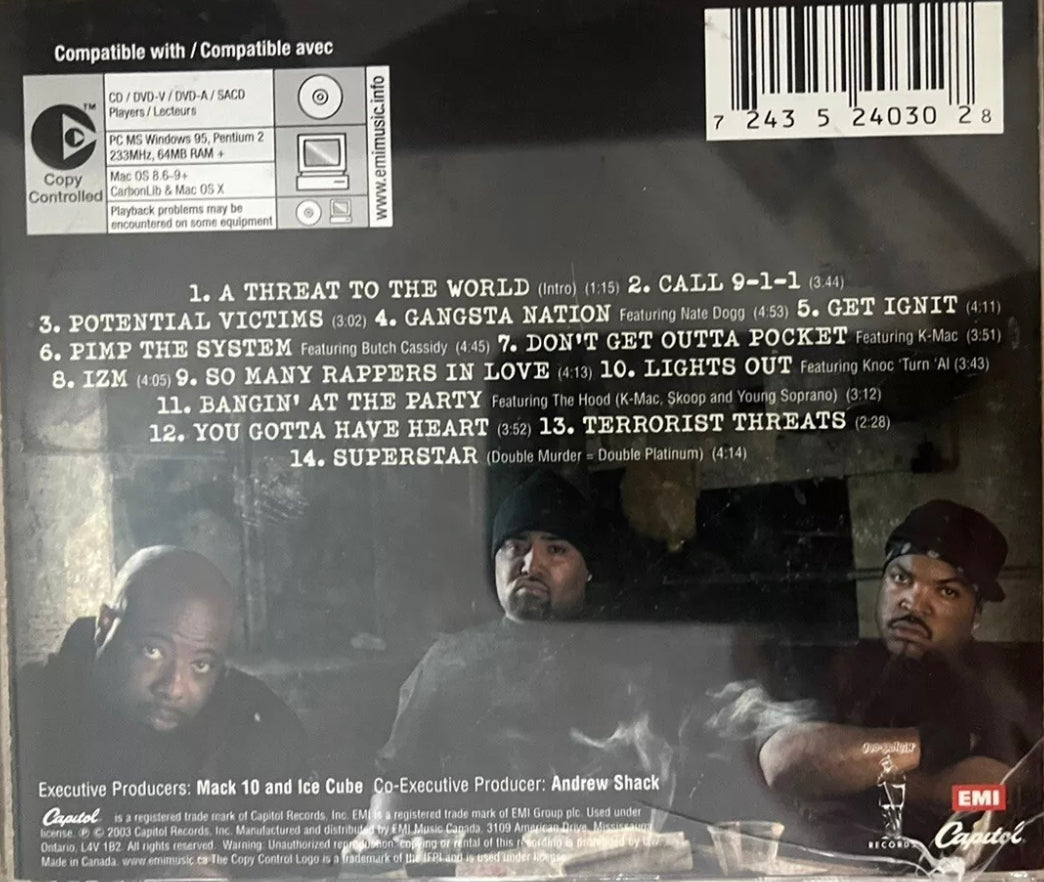 Compatible with / Compatible avec
CD / DVD-V / DVD-A / SACD
Players / Lecteurs
PC MS Windows 95, Pentium 2
233MHz, 64MB RAM +
Mac OS 8.6-9+
CarbonLib & Mac OS X
Playback problems may be
encountered on some equipment
TM
Copy
Controlled
www.emimusic.info
7 243 5 24030 2 8
1. A THREAT TO THE WORLD (Intro) (1:15) 2. CALL 9-1-1 (3:44)
3. POTENTIAL VICTIMS (3:02) 4. GANGSTA NATION Featuring Nate Dogg (4:53) 5. GET IGNIT (4:11)
6. PIMP THE SYSTEM Featuring Butch Cassidy (4:45) 7. DON'T GET OUTTA POCKET Featuring K-Mac (3:51)
8. IZM (4:05) 9. SO MANY RAPPERS IN LOVE (4:13) 10. LIGHTS OUT Featuring Knoc 'Turn 'Al (3:43)
11. BANGIN' AT THE PARTY Featuring The Hood (K-Mac, Skoop and Young Soprano) (3:12)
12. YOU GOTTA HAVE HEART (3:52) 13. TERRORIST THREATS (2:28)
14. SUPERSTAR (Double Murder = Double Platinum) (4:14)
Executive Producers: Mack 10 and Ice Cube Co-Executive Producer: Andrew Shack
Capitol is a registered trade mark of Capitol Records, Inc. EMI is a registered trade mark of EMI Group plc. Used under
license. ℗ © 2003 Capitol Records, Inc. Manufactured and distributed by EMI Music Canada. 3109 American Drive, Mississauga,
Ontario, L4V 1B2. All rights reserved. Warning. Unauthorized reproduction, copying or rental of this recording is prohibited by
Made in Canada. www.emimusic.ca The Copy Control Logo is a trademark of the IFPI and is used under license.
RECORDS
EMI
Capitol